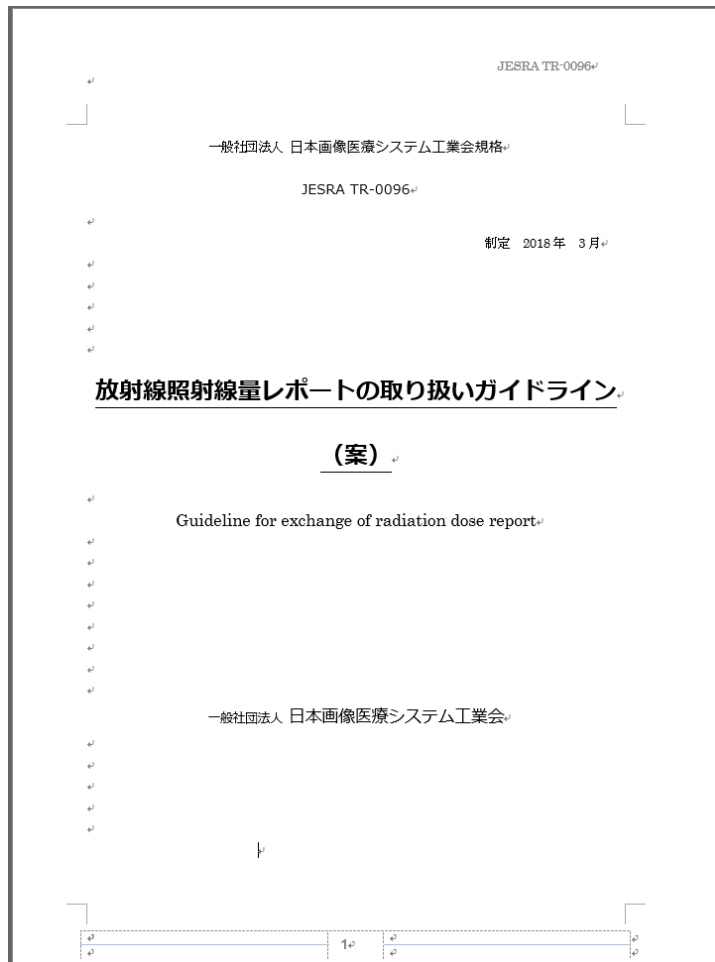 JESRA TR-0096
一般社団法人 日本画像医療システム工業会規格
JESRA TR-0096
制定 2018年 3月
放射線照射線量レポートの取り扱いガイドライン
（案）
Guideline for exchange of radiation dose report
一般社団法人 日本画像医療システム工業会
1